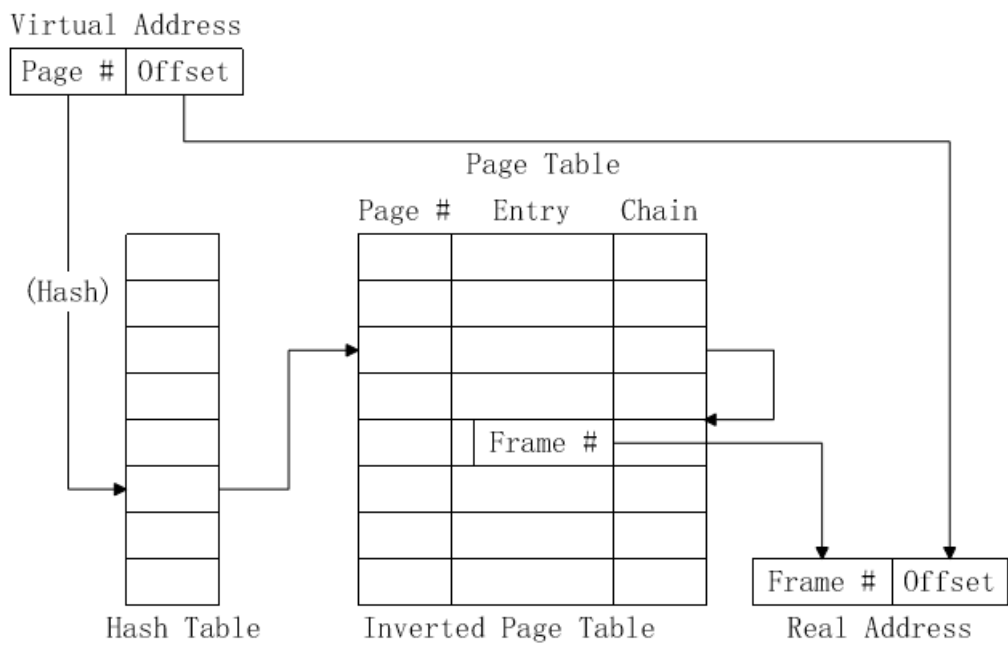 Virtual Address
Page # Offset
Page Table
Page # Entry Chain
(Hash)
Frame #
Frame # Offset
Hash Table Inverted Page Table Real Address